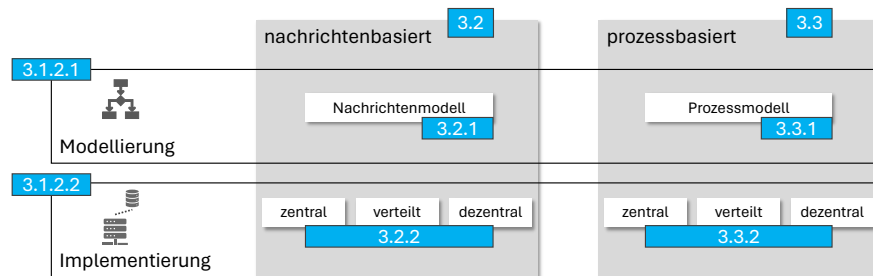 nachrichtenbasiert 3.2
prozessbasiert 3.3
3.1.2.1
Modellierung
Nachrichtenmodell
3.2.1
Prozessmodell
3.3.1
3.1.2.2
Implementierung
zentral verteilt dezentral
3.2.2
zentral verteilt dezentral
3.3.2